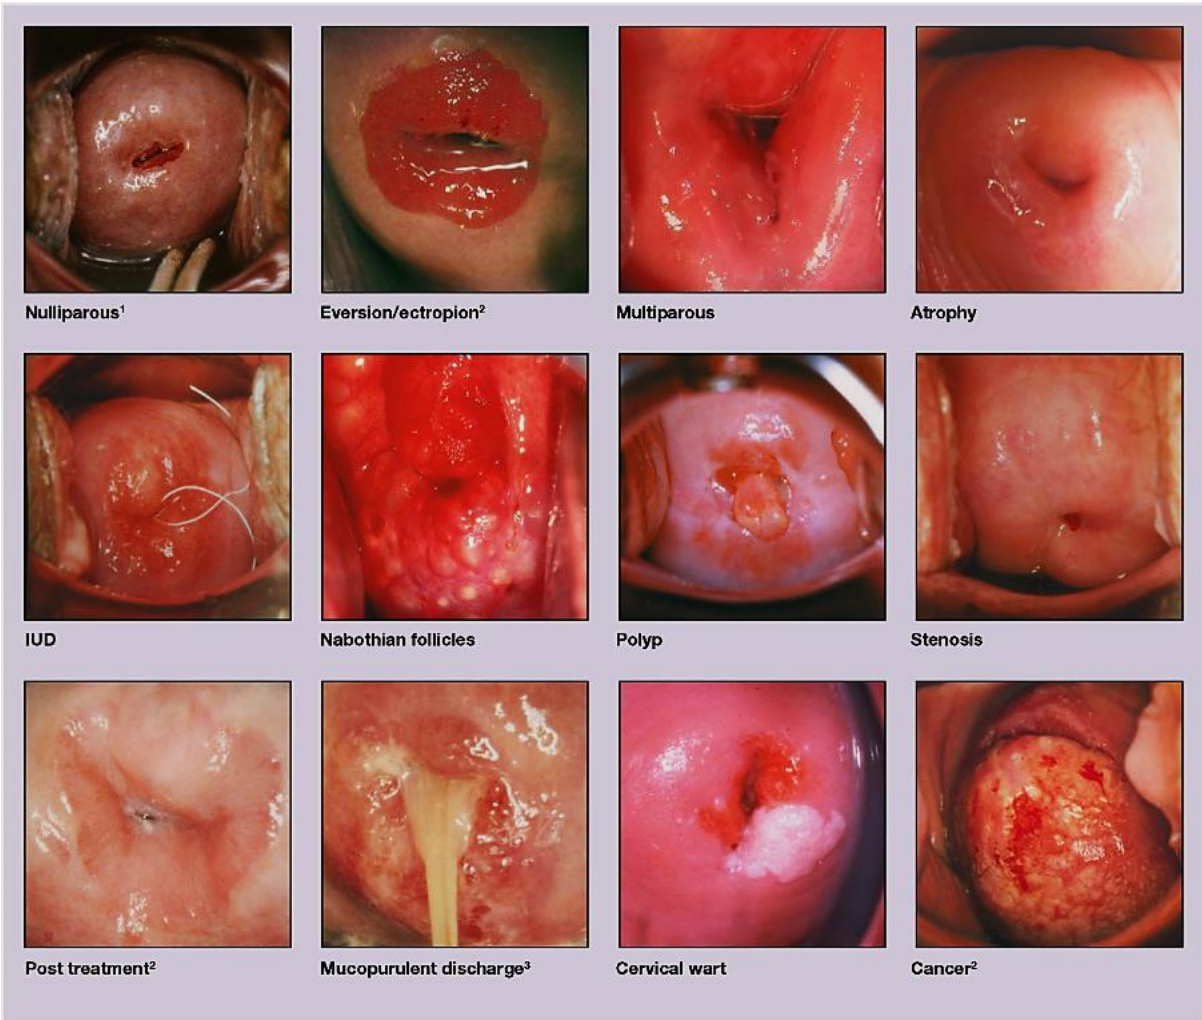 Nulliparous¹
Eversion/ectropion²
Multiparous
Atrophy
IUD
Nabothian follicles
Polyp
Stenosis
Post treatment²
Mucopurulent discharge³
Cervical wart
Cancer²